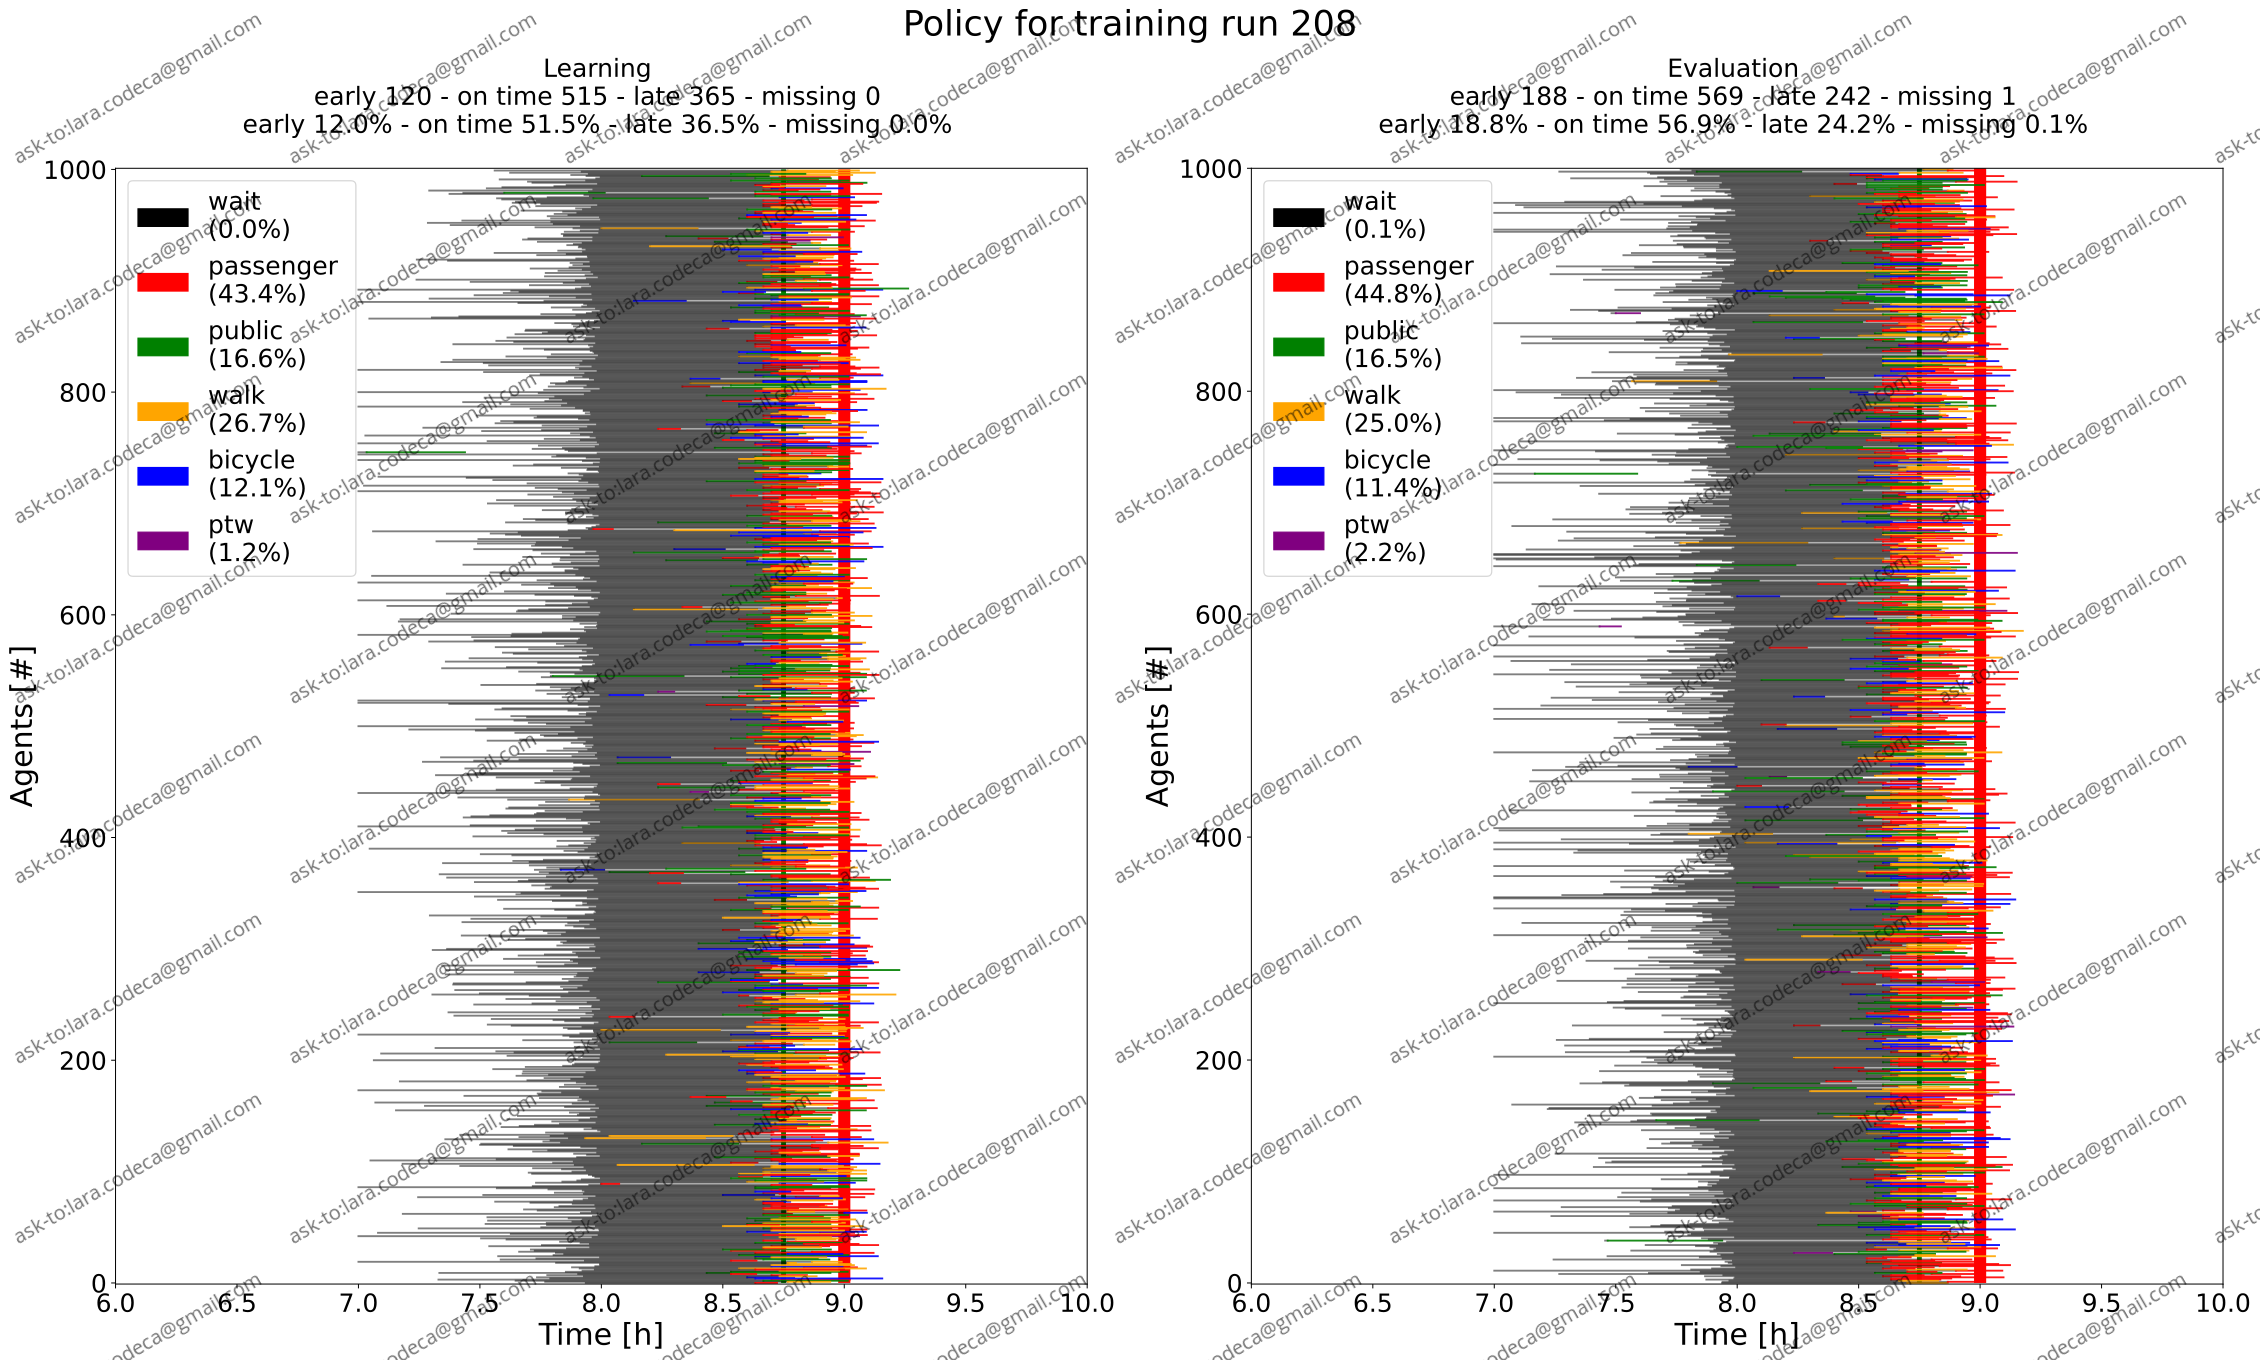 Policy for training run 208
Learning
early 120 - on time 515 - late 365 - missing 0
early 12.0% - on time 51.5% - late 36.5% - missing 0.0%
1000
800
600
400
200
0
Agents [#]
wait
(0.0%)
passenger
(43.4%)
public
(16.6%)
walk
(26.7%)
bicycle
(12.1%)
ptw
(1.2%)
6.0 6.5 7.0 7.5 8.0 8.5 9.0 9.5 10.0
Time [h]
Evaluation
early 188 - on time 569 - late 242 - missing 1
early 18.8% - on time 56.9% - late 24.2% - missing 0.1%
1000
800
600
400
200
0
Agents [#]
wait
(0.1%)
passenger
(44.8%)
public
(16.5%)
walk
(25.0%)
bicycle
(11.4%)
ptw
(2.2%)
6.0 6.5 7.0 7.5 8.0 8.5 9.0 9.5 10.0
Time [h]
ask-to:lara.codeca@gmail.com